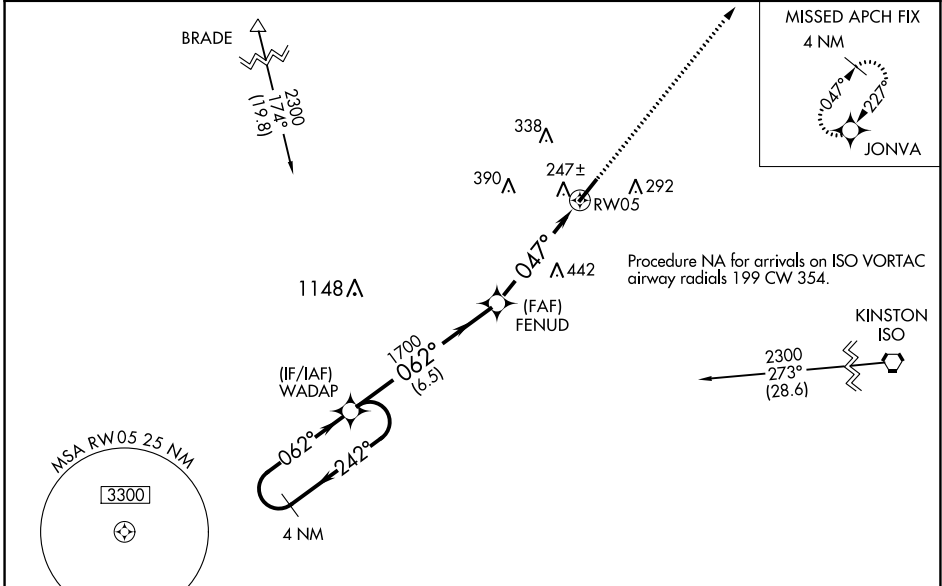 BRADE
2300
174°
(19.8)
MISSED APCH FIX
4 NM
047°
227°
JONVA
338
247±
390
292
RW05
047°
442
Procedure NA for arrivals on ISO VORTAC
airway radials 199 CW 354.
1148
(FAF)
FENUD
KINSTON
ISO
2300
273°
(28.6)
1700
062°
(6.5)
(IF/IAF)
WADAP
062°
242°
4 NM
MSA RW05 25 NM
3300